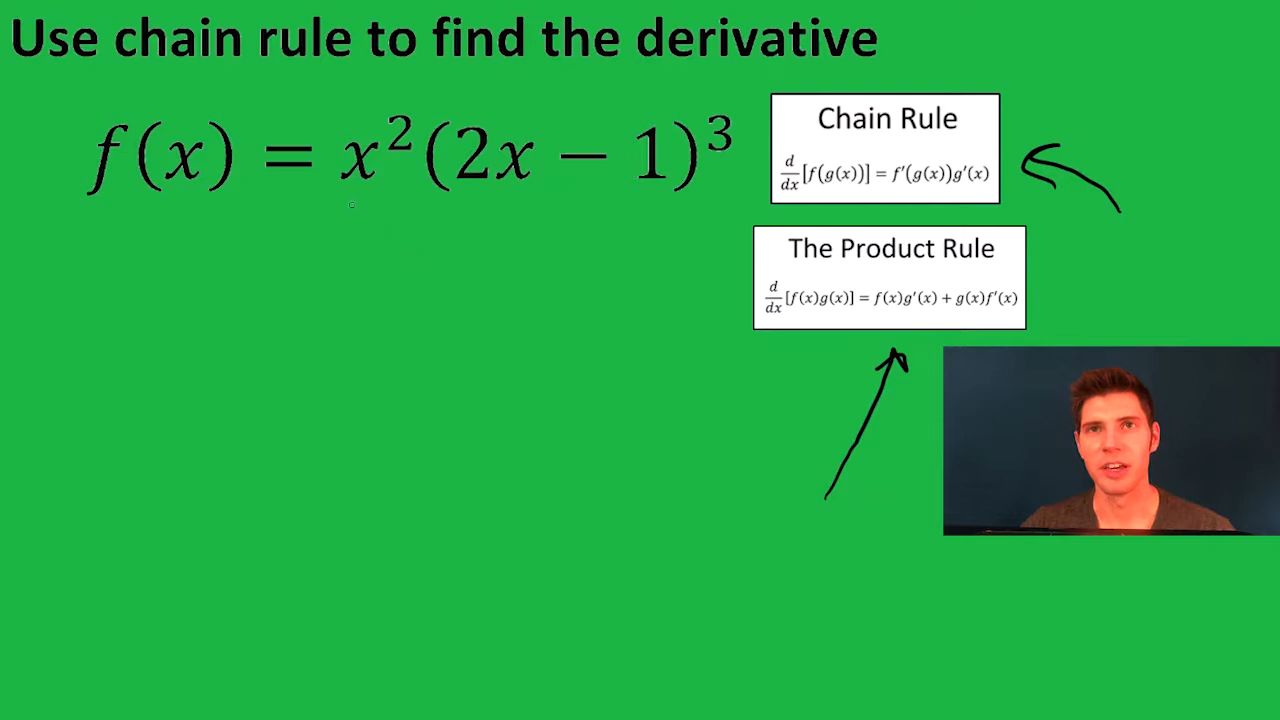 Use chain rule to find the derivative
f(x) = x²(2x − 1)³
Chain Rule
d/dx [f(g(x))] = f′(g(x))g′(x)
The Product Rule
d/dx [f(x)g(x)] = f(x)g′(x) + g(x)f′(x)